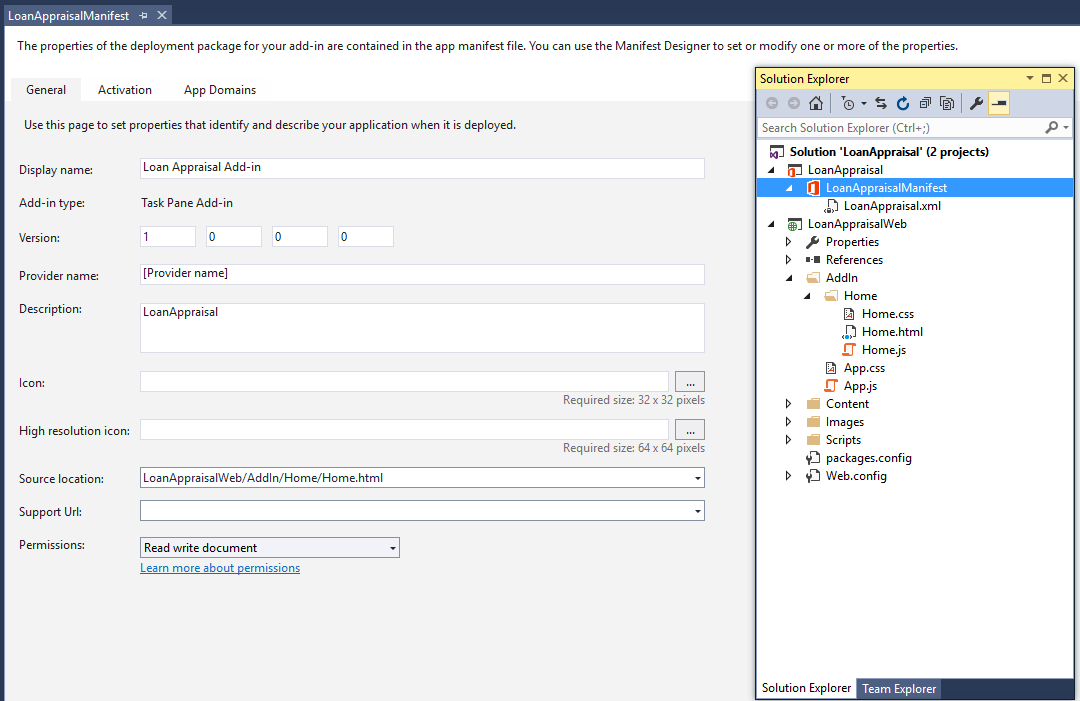 LoanAppraisalManifest
The properties of the deployment package for your add-in are contained in the app manifest file. You can use the Manifest Designer to set or modify one or more of the properties.
General Activation App Domains
Use this page to set properties that identify and describe your application when it is deployed.
Display name: Loan Appraisal Add-in
Add-in type: Task Pane Add-in
Version: 1 0 0 0
Provider name: [Provider name]
Description: LoanAppraisal
Icon: ...
Required size: 32 x 32 pixels
High resolution icon: ...
Required size: 64 x 64 pixels
Source location: LoanAppraisalWeb/AddIn/Home/Home.html
Support Url:
Permissions: Read write document
Learn more about permissions
Solution Explorer
Search Solution Explorer (Ctrl+;)
Solution 'LoanAppraisal' (2 projects)
LoanAppraisal
LoanAppraisalManifest
LoanAppraisal.xml
LoanAppraisalWeb
Properties
References
AddIn
Home
Home.css
Home.html
Home.js
App.css
App.js
Content
Images
Scripts
packages.config
Web.config
Solution Explorer Team Explorer